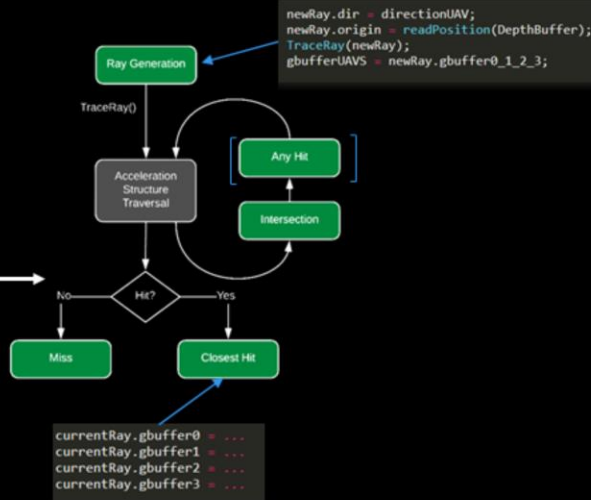 newRay.dir = directionUAV;
newRay.origin = readPosition(DepthBuffer);
TraceRay(newRay);
gbufferUAVS = newRay.gbuffer0_1_2_3;
Ray Generation
TraceRay()
Any Hit
Acceleration
Structure
Traversal
Intersection
Hit?
No
Yes
Miss
Closest Hit
currentRay.gbuffer0 = ...
currentRay.gbuffer1 = ...
currentRay.gbuffer2 = ...
currentRay.gbuffer3 = ...